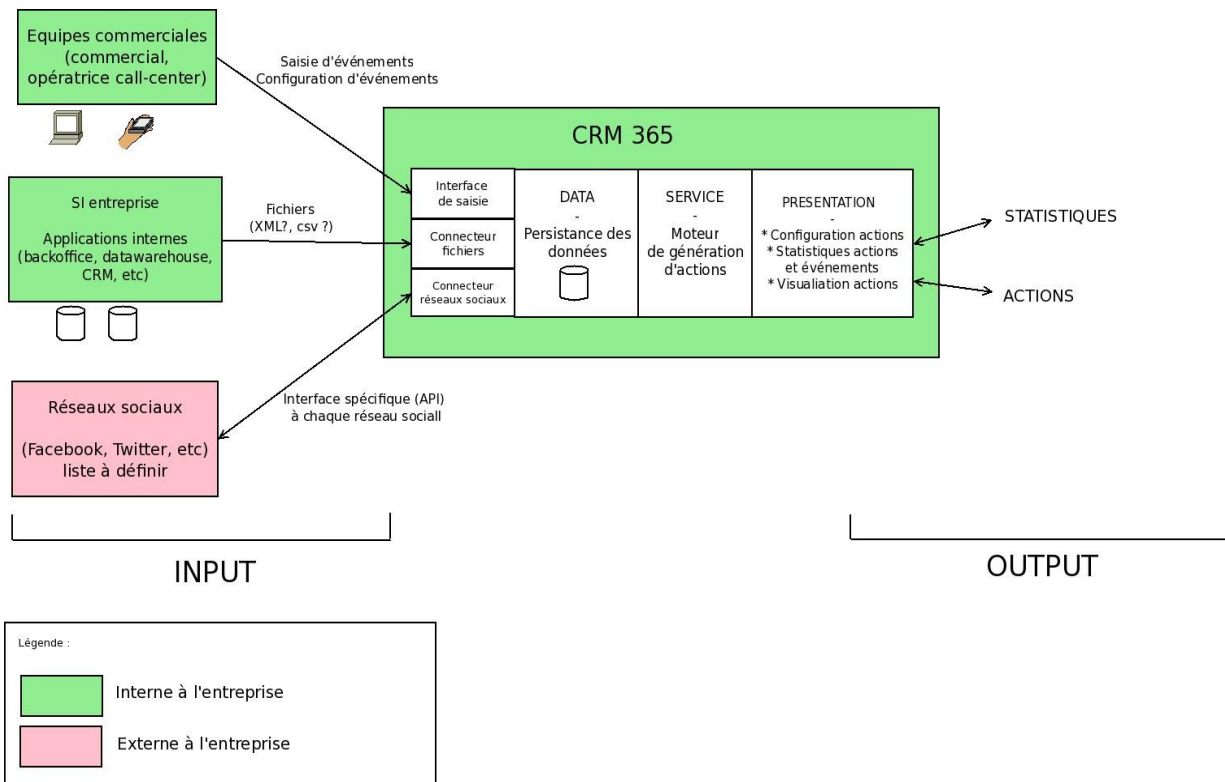 Equipes commerciales
(commercial,
opératrice call-center)
Saisie d'événements
Configuration d'événements
SI entreprise
Applications internes
(backoffice, datawarehouse,
CRM, etc)
Fichiers
(XML?, csv ?)
Réseaux sociaux
(Facebook, Twitter, etc)
liste à définir
Interface spécifique (API)
à chaque réseau sociall
CRM 365
Interface
de saisie
Connecteur
fichiers
Connecteur
réseaux sociaux
DATA
-
Persistance des
données
SERVICE
-
Moteur
de génération
d'actions
PRESENTATION
-
* Configuration actions
* Statistiques actions
et événements
* Visualiation actions
STATISTIQUES
ACTIONS
INPUT
OUTPUT
Légende :
Interne à l'entreprise
Externe à l'entreprise